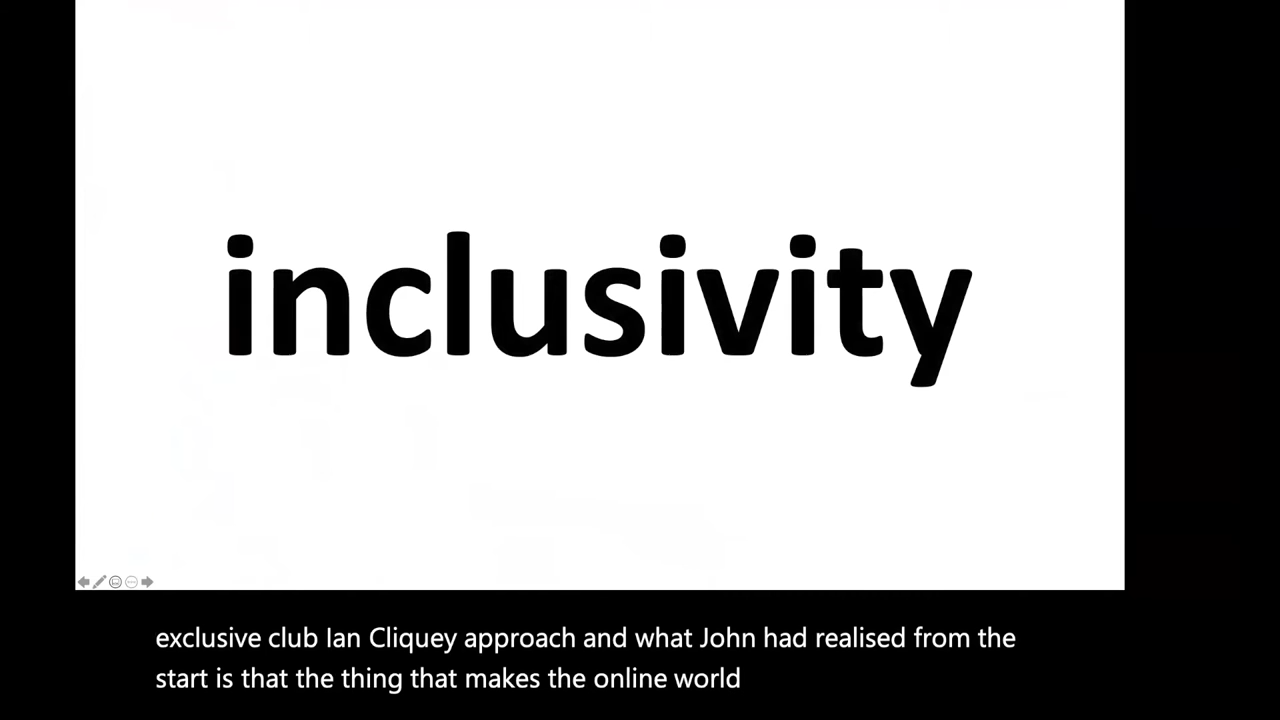 inclusivity
exclusive club Ian Cliquey approach and what John had realised from the
start is that the thing that makes the online world